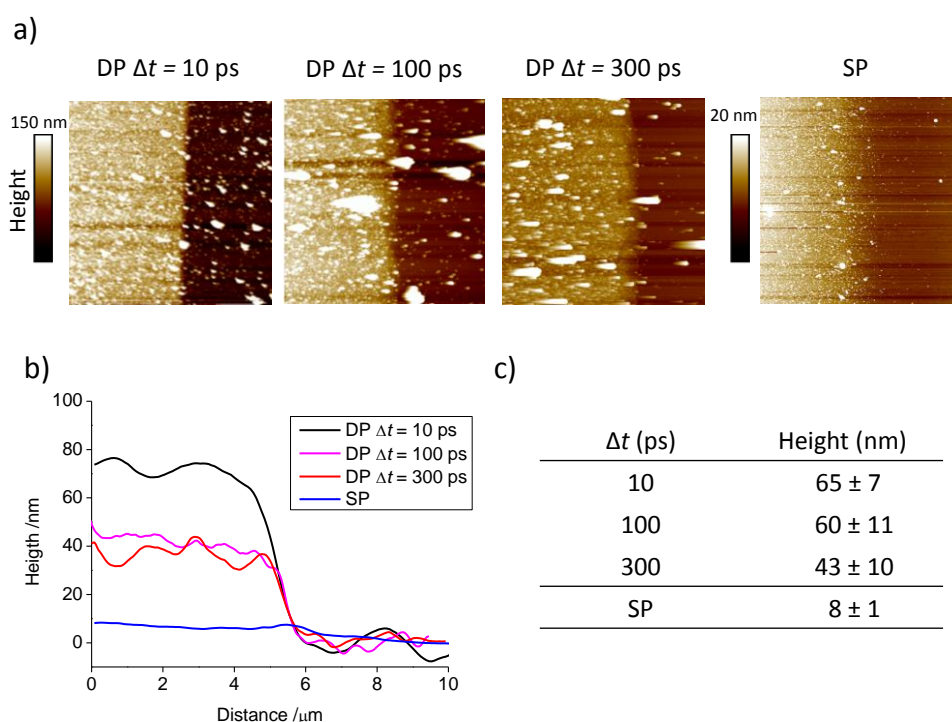 a)
DP Δt = 10 ps
DP Δt = 100 ps
DP Δt = 300 ps
SP
150 nm
Height
20 nm
b)
100
80
60
40
20
0
Heigth /nm
DP Δt = 10 ps
DP Δt = 100 ps
DP Δt = 300 ps
SP
0 2 4 6 8 10
Distance /μm
c)
Δt (ps) Height (nm)
10 65 ± 7
100 60 ± 11
300 43 ± 10
SP 8 ± 1